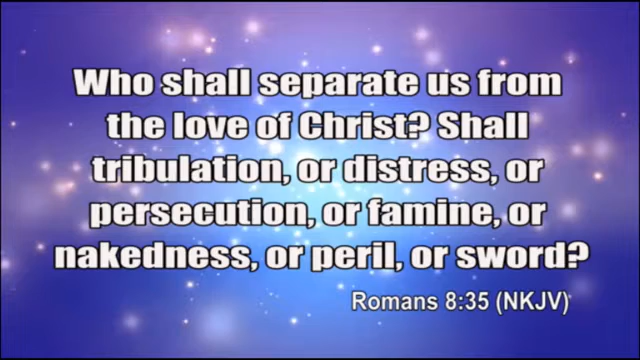 Who shall separate us from
the love of Christ? Shall
tribulation, or distress, or
persecution, or famine, or
nakedness, or peril, or sword?
Romans 8:35 (NKJV)